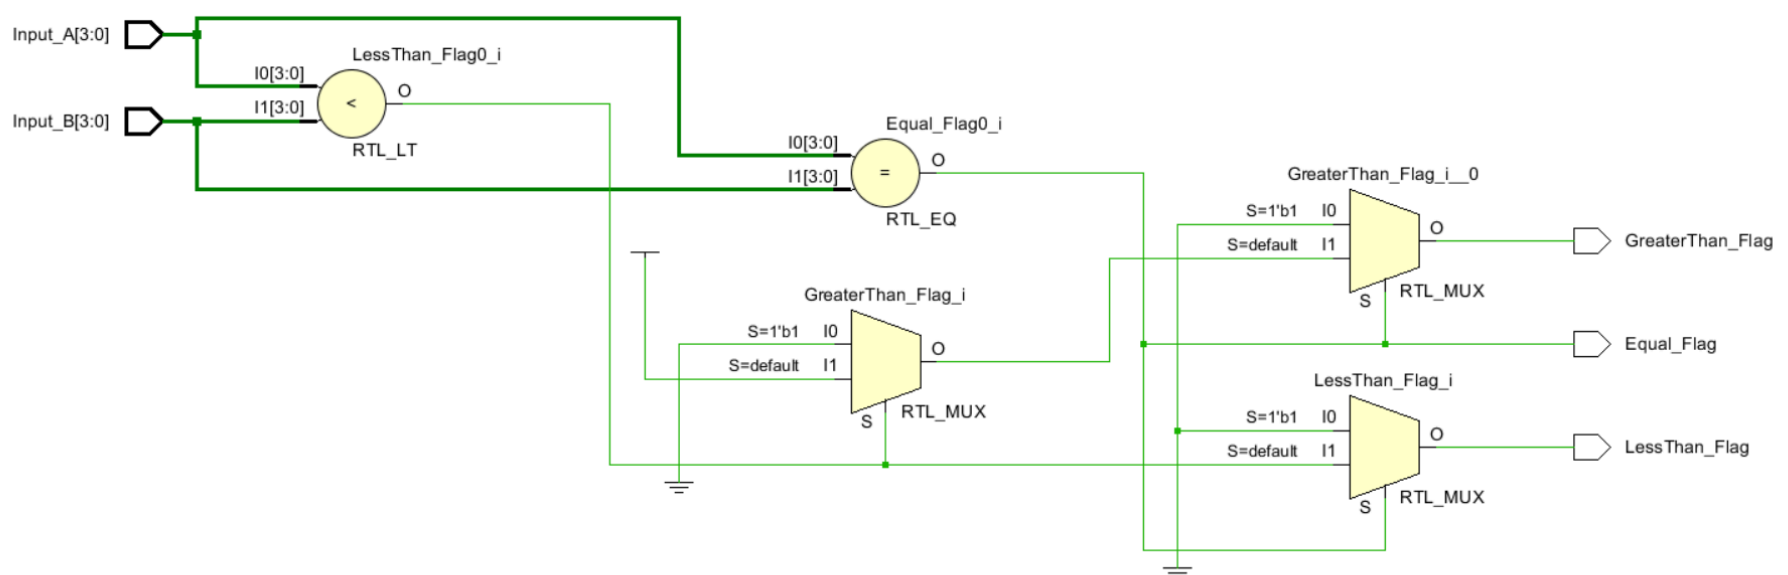 Input_A[3:0]
LessThan_Flag0_i
I0[3:0]
O
I1[3:0]
<
Input_B[3:0]
RTL_LT
Equal_Flag0_i
I0[3:0]
O
I1[3:0]
=
RTL_EQ
GreaterThan_Flag_i__0
S=1'b1 I0
O
S=default I1
GreaterThan_Flag
S
RTL_MUX
GreaterThan_Flag_i
S=1'b1 I0
O
S=default I1
S
RTL_MUX
Equal_Flag
LessThan_Flag_i
S=1'b1 I0
O
S=default I1
LessThan_Flag
S
RTL_MUX